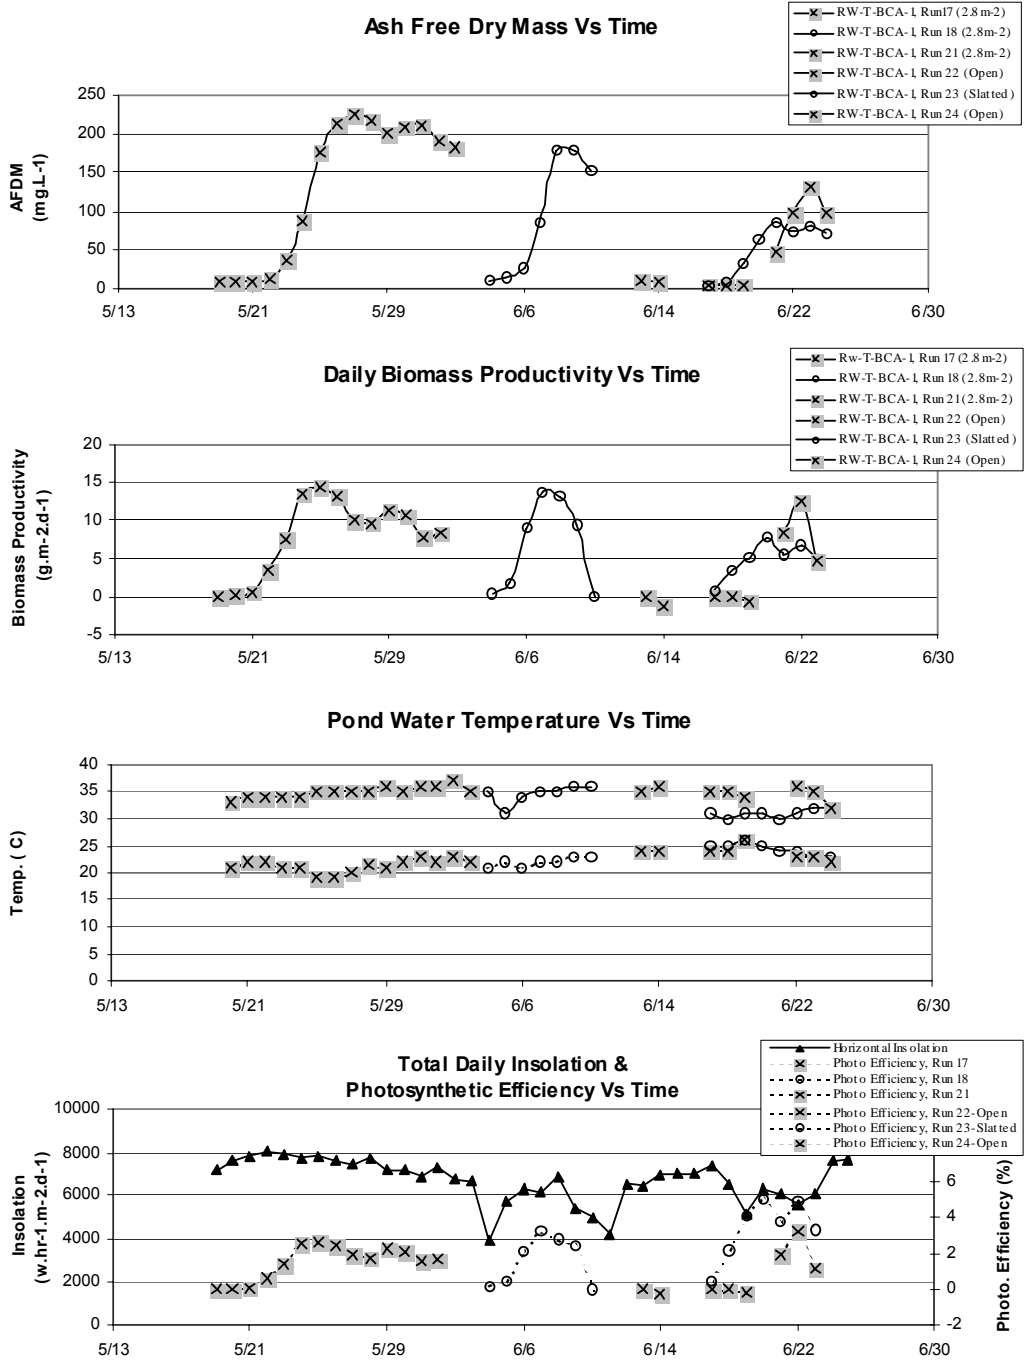 Ash Free Dry Mass Vs Time
RW-T-BCA-1, Run17 (2.8m-2)
RW-T-BCA-1, Run 18 (2.8m-2)
RW-T-BCA-1, Run 21 (2.8m-2)
RW-T-BCA-1, Run 22 (Open)
RW-T-BCA-1, Run 23 (Slatted)
RW-T-BCA-1, Run 24 (Open)
AFDM
(mg.L-1)
250
200
150
100
50
0
5/13 5/21 5/29 6/6 6/14 6/22 6/30
Daily Biomass Productivity Vs Time
Rw-T-BCA-1, Run 17 (2.8m-2)
RW-T-BCA-1, Run 18 (2.8m-2)
RW-T-BCA-1, Run 21 (2.8m-2)
RW-T-BCA-1, Run 22 (Open)
RW-T-BCA-1, Run 23 (Slatted)
RW-T-BCA-1, Run 24 (Open)
Biomass Productivity
(g.m-2.d-1)
20
15
10
5
0
-5
5/13 5/21 5/29 6/6 6/14 6/22 6/30
Pond Water Temperature Vs Time
Temp. ( C)
40
35
30
25
20
15
10
5
0
5/13 5/21 5/29 6/6 6/14 6/22 6/30
Total Daily Insolation &
Photosynthetic Efficiency Vs Time
Horizontal Insolation
Photo Efficiency, Run 17
Photo Efficiency, Run 18
Photo Efficiency, Run 21
Photo Efficiency, Run 22-Open
Photo Efficiency, Run 23-Slatted
Photo Efficiency, Run 24-Open
Insolation
(w.hr-1.m-2.d-1)
10000
8000
6000
4000
2000
0
6
4
2
0
-2
Photo. Efficiency (%)
5/13 5/21 5/29 6/6 6/14 6/22 6/30